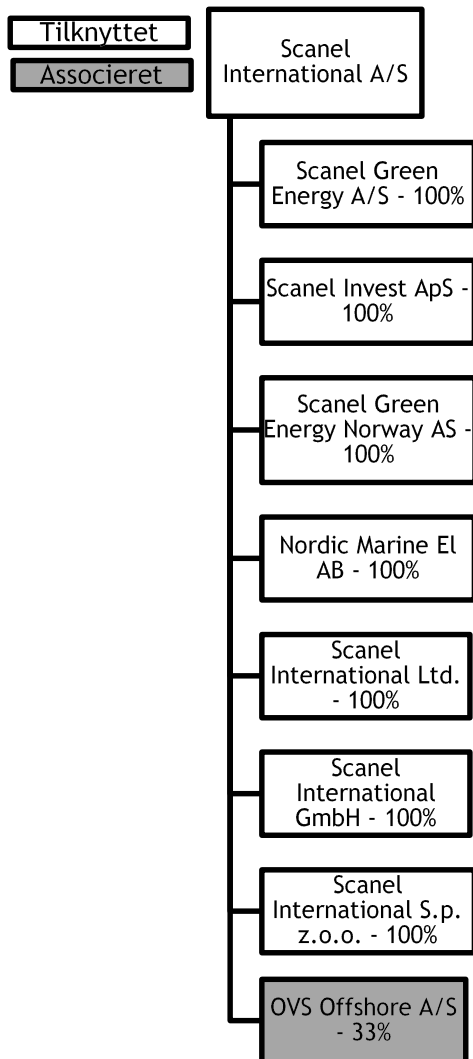 Tilknyttet
Associeret
Scanel
International A/S
Scanel Green
Energy A/S - 100%
Scanel Invest ApS -
100%
Scanel Green
Energy Norway AS -
100%
Nordic Marine El
AB - 100%
Scanel
International Ltd.
- 100%
Scanel
International
GmbH - 100%
Scanel
International S.p.
z.o.o. - 100%
OVS Offshore A/S
- 33%